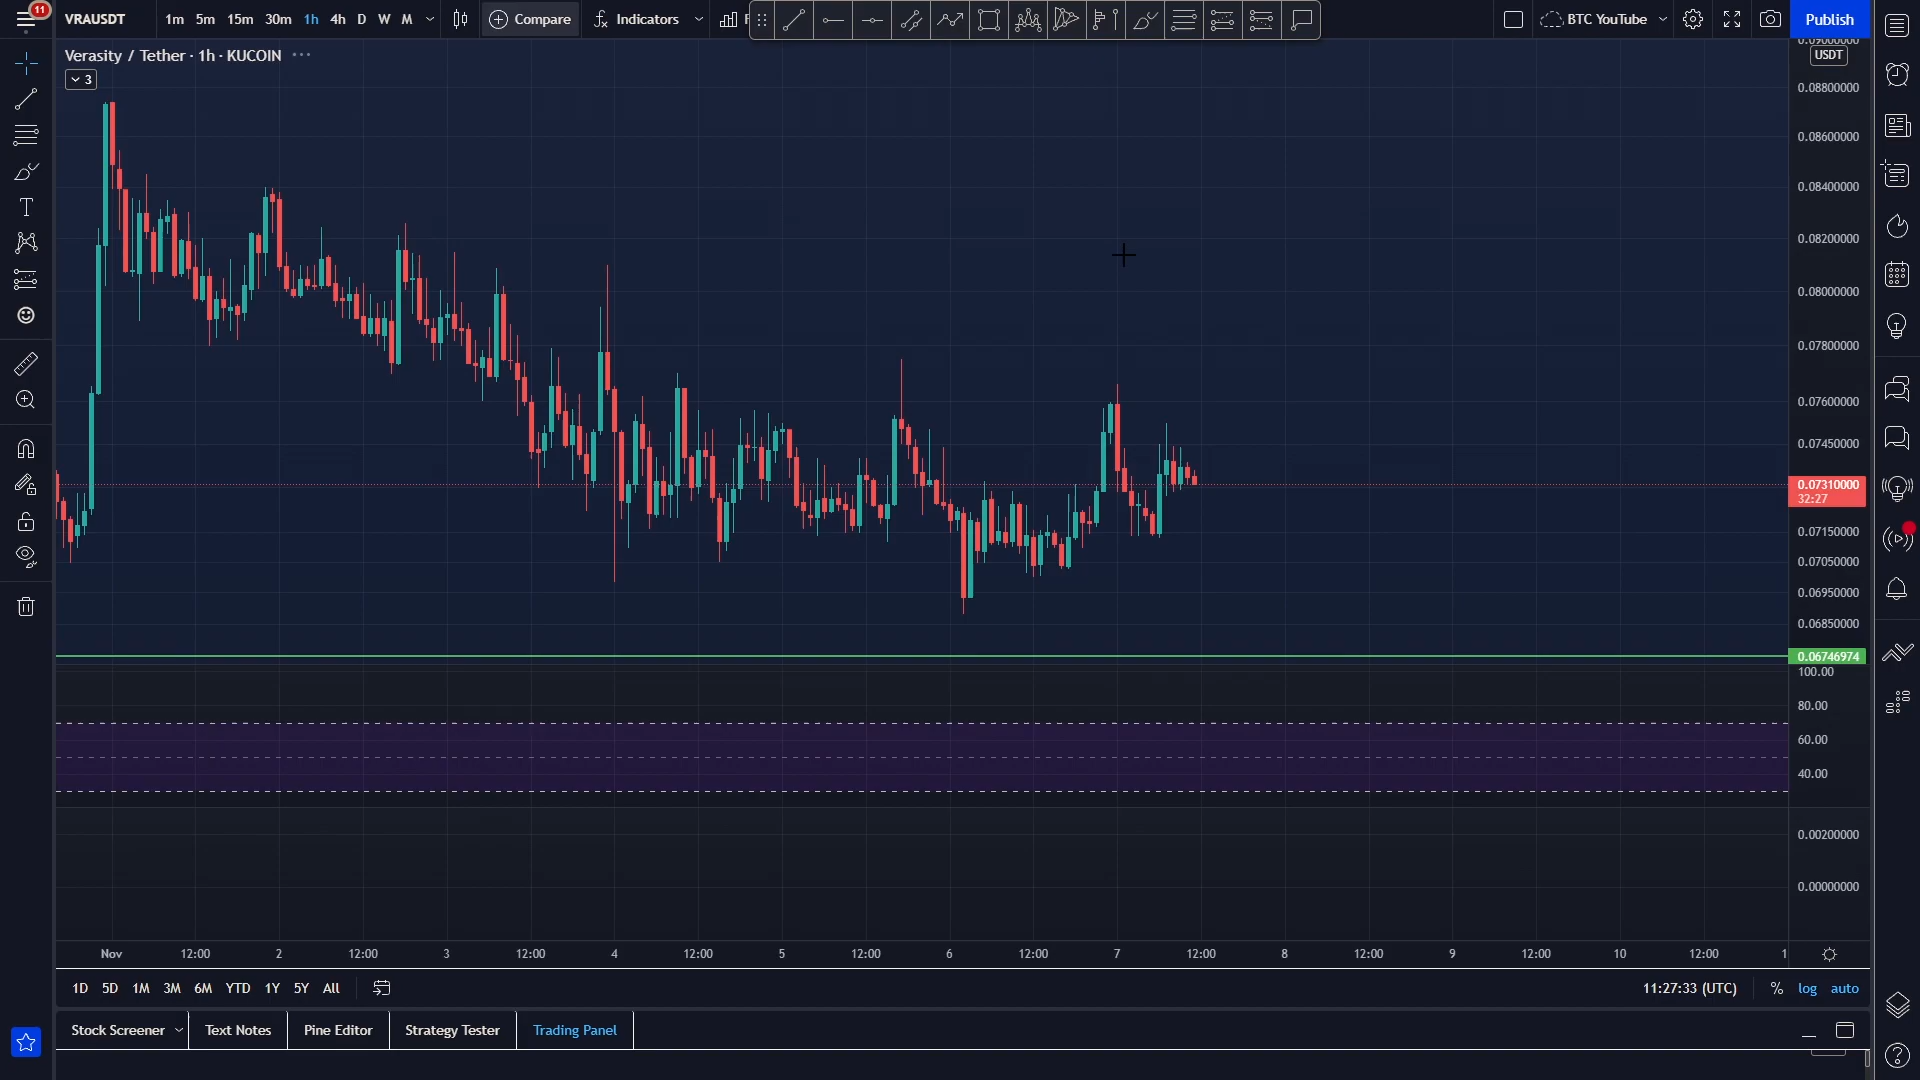 11
VRAUSDT
1m 5m 15m 30m 1h 4h D W M
Compare
Indicators
BTC YouTube
Publish
Verasity / Tether · 1h · KUCOIN
3
0.09000000
USDT
0.08800000
0.08600000
0.08400000
0.08200000
0.08000000
0.07800000
0.07600000
0.07450000
0.07310000
32:27
0.07150000
0.07050000
0.06950000
0.06850000
0.06746974
100.00
80.00
60.00
40.00
0.00200000
0.00000000
Nov 12:00 2 12:00 3 12:00 4 12:00 5 12:00 6 12:00 7 12:00 8 12:00 9 12:00 10 12:00 1
1D 5D 1M 3M 6M YTD 1Y 5Y All
11:27:33 (UTC) % log auto
Stock Screener Text Notes Pine Editor Strategy Tester Trading Panel